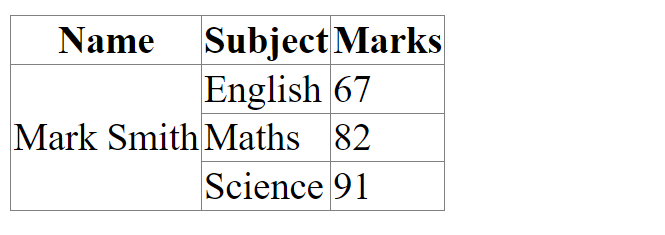 Name Subject Marks
English 67
Mark Smith Maths 82
Science 91